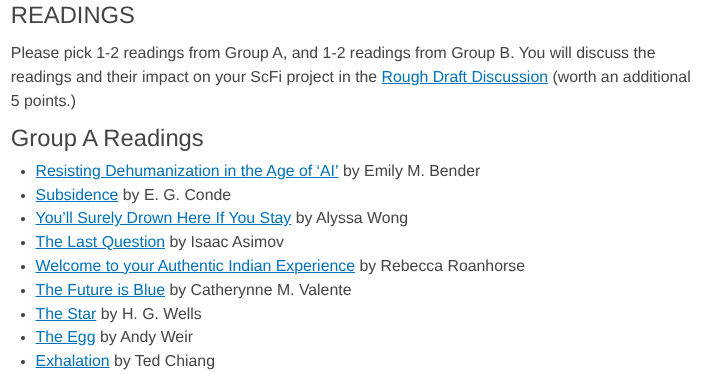 READINGS
Please pick 1-2 readings from Group A, and 1-2 readings from Group B. You will discuss the
readings and their impact on your ScFi project in the Rough Draft Discussion (worth an additional
5 points.)
Group A Readings
• Resisting Dehumanization in the Age of ‘AI’ by Emily M. Bender
• Subsidence by E. G. Conde
• You’ll Surely Drown Here If You Stay by Alyssa Wong
• The Last Question by Isaac Asimov
• Welcome to your Authentic Indian Experience by Rebecca Roanhorse
• The Future is Blue by Catherynne M. Valente
• The Star by H. G. Wells
• The Egg by Andy Weir
• Exhalation by Ted Chiang